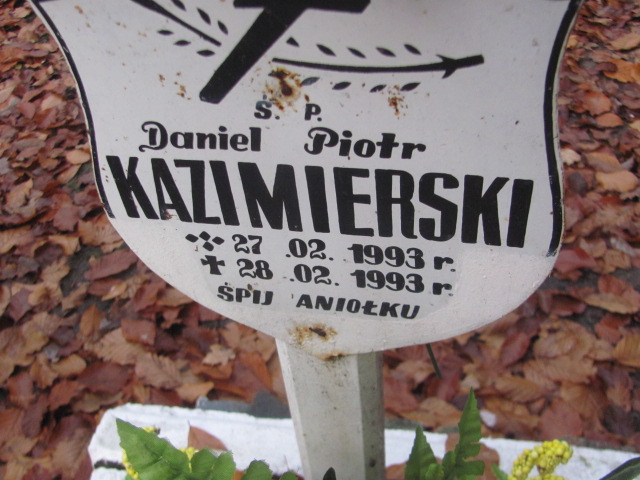 Ś. P.
Daniel Piotr
KAZIMIERSKI
27.02.1993 r.
✝ 28.02.1993 r.
ŚPIJ ANIOŁKU